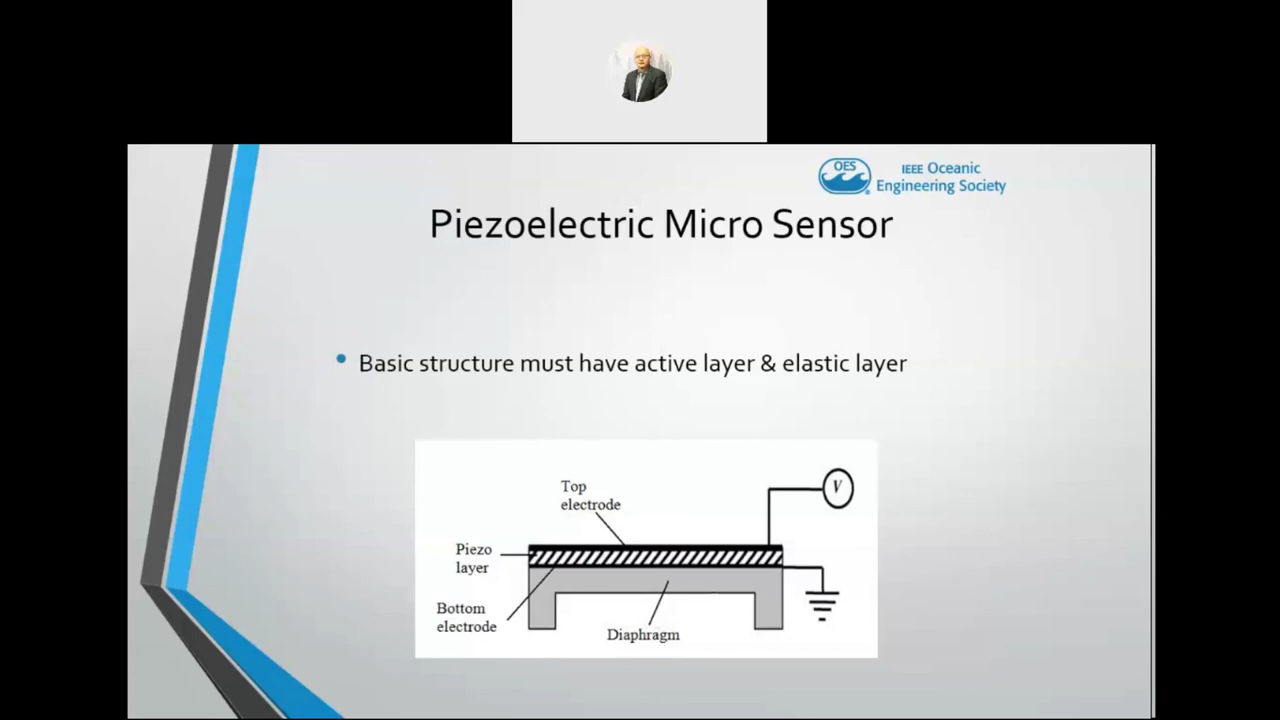 OES
IEEE Oceanic
Engineering Society
Piezoelectric Micro Sensor
• Basic structure must have active layer & elastic layer
Top
electrode
V
Piezo
layer
Bottom
electrode
Diaphragm